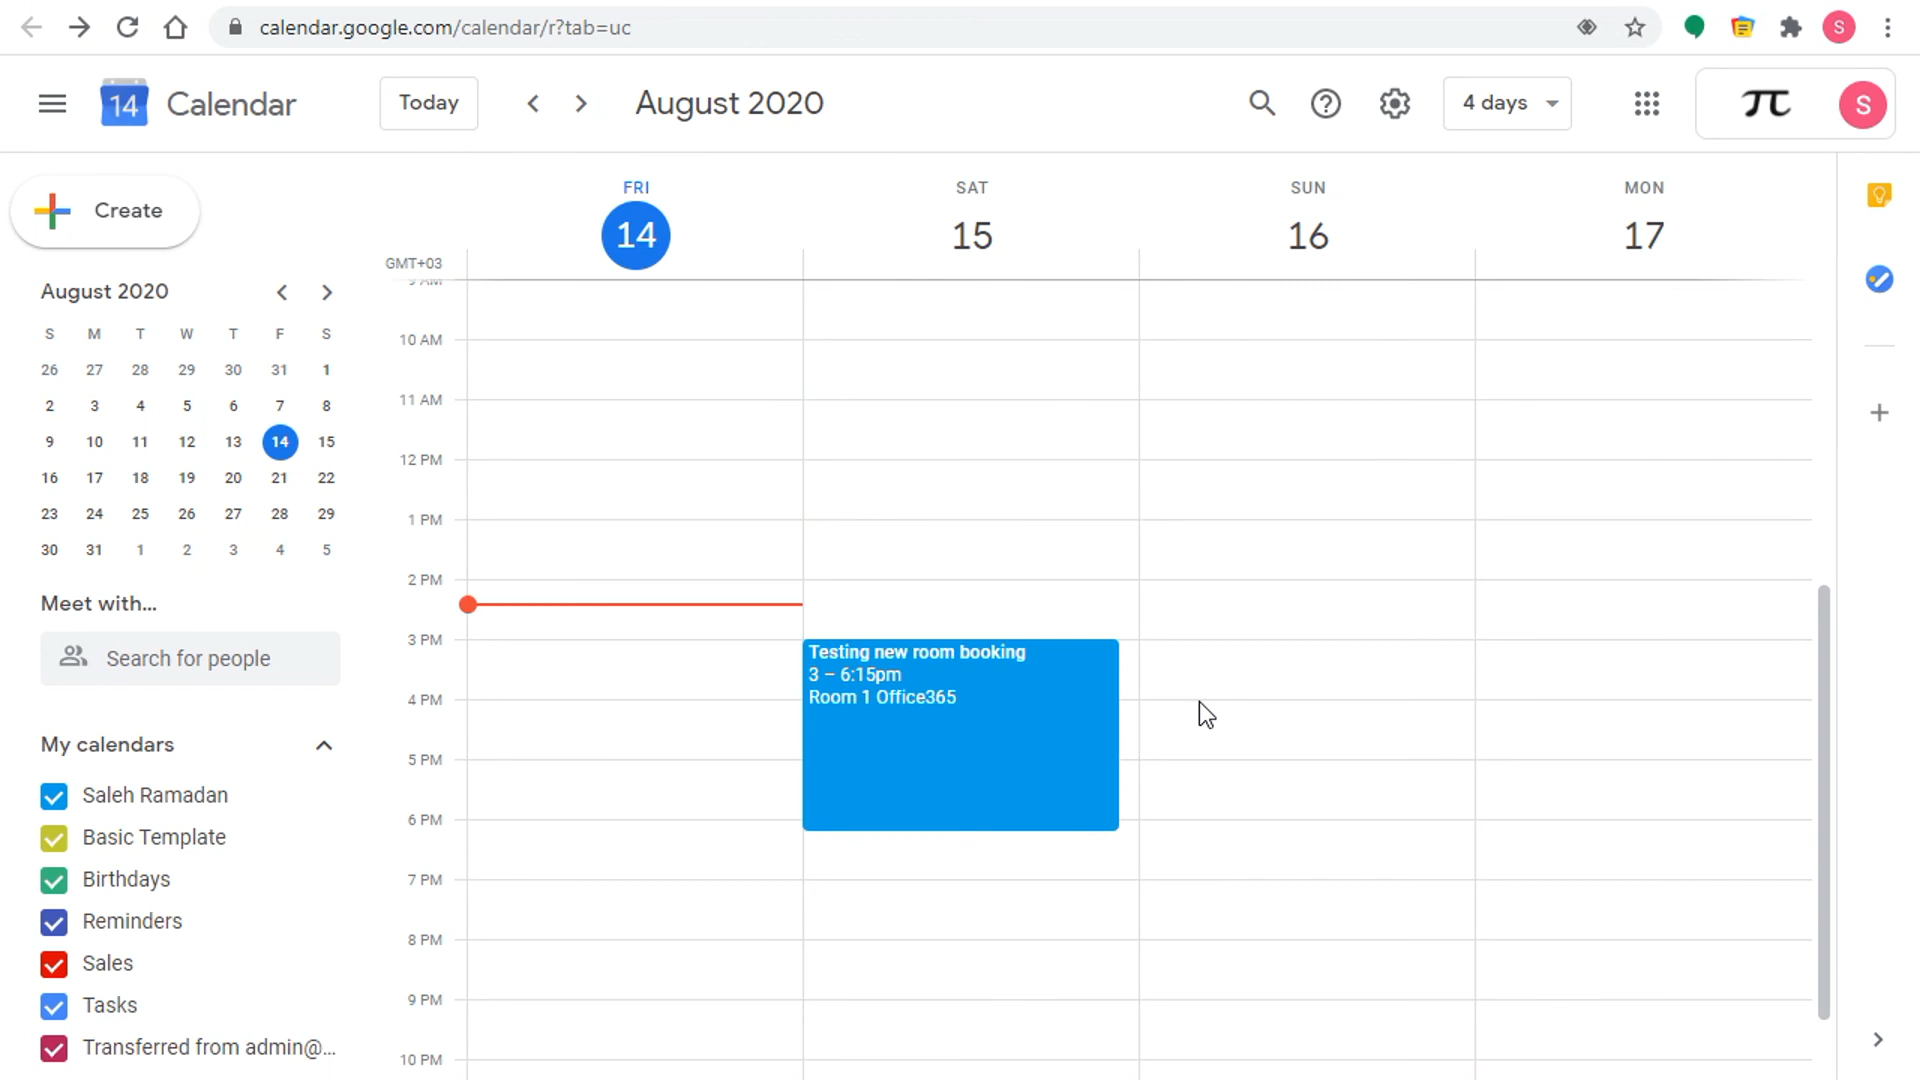 calendar.google.com/calendar/r?tab=uc
S
14
Calendar
Today
August 2020
4 days
π
S
Create
August 2020
S M T W T F S
26 27 28 29 30 31 1
2 3 4 5 6 7 8
9 10 11 12 13 14 15
16 17 18 19 20 21 22
23 24 25 26 27 28 29
30 31 1 2 3 4 5
Meet with...
Search for people
My calendars
Saleh Ramadan
Basic Template
Birthdays
Reminders
Sales
Tasks
Transferred from admin@...
FRI SAT SUN MON
14 15 16 17
GMT+03
9 AM
10 AM
11 AM
12 PM
1 PM
2 PM
3 PM
4 PM
5 PM
6 PM
7 PM
8 PM
9 PM
10 PM
Testing new room booking
3 – 6:15pm
Room 1 Office365